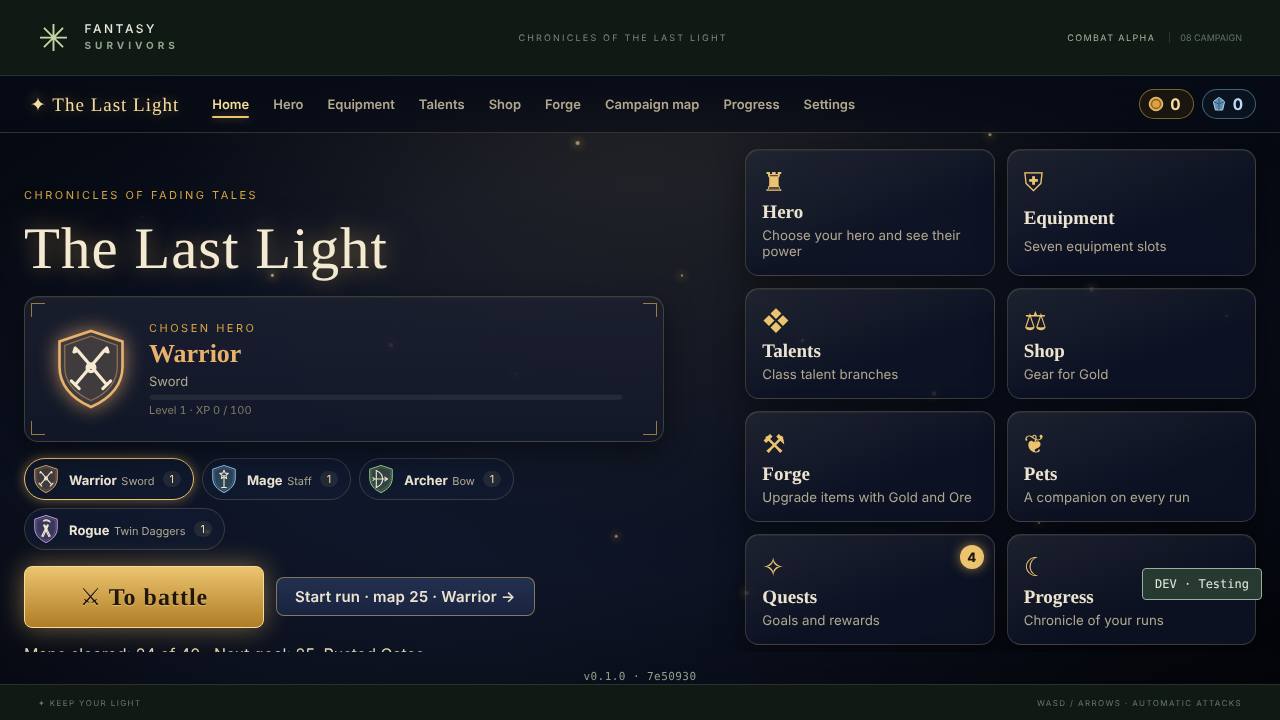 FANTASY
SURVIVORS
CHRONICLES OF THE LAST LIGHT
COMBAT ALPHA
08 CAMPAIGN
✦ The Last Light
Home
Hero
Equipment
Talents
Shop
Forge
Campaign map
Progress
Settings
0
0
CHRONICLES OF FADING TALES
The Last Light
CHOSEN HERO
Warrior
Sword
Level 1 · XP 0 / 100
Warrior Sword 1
Mage Staff 1
Archer Bow 1
Rogue Twin Daggers 1
⚔ To battle
Start run · map 25 · Warrior →
Hero
Choose your hero and see their
power
Equipment
Seven equipment slots
Talents
Class talent branches
Shop
Gear for Gold
Forge
Upgrade items with Gold and Ore
Pets
A companion on every run
4
Quests
Goals and rewards
Progress
Chronicle of your runs
DEV · Testing
v0.1.0 · 7e50930
✦ KEEP YOUR LIGHT
WASD / ARROWS · AUTOMATIC ATTACKS